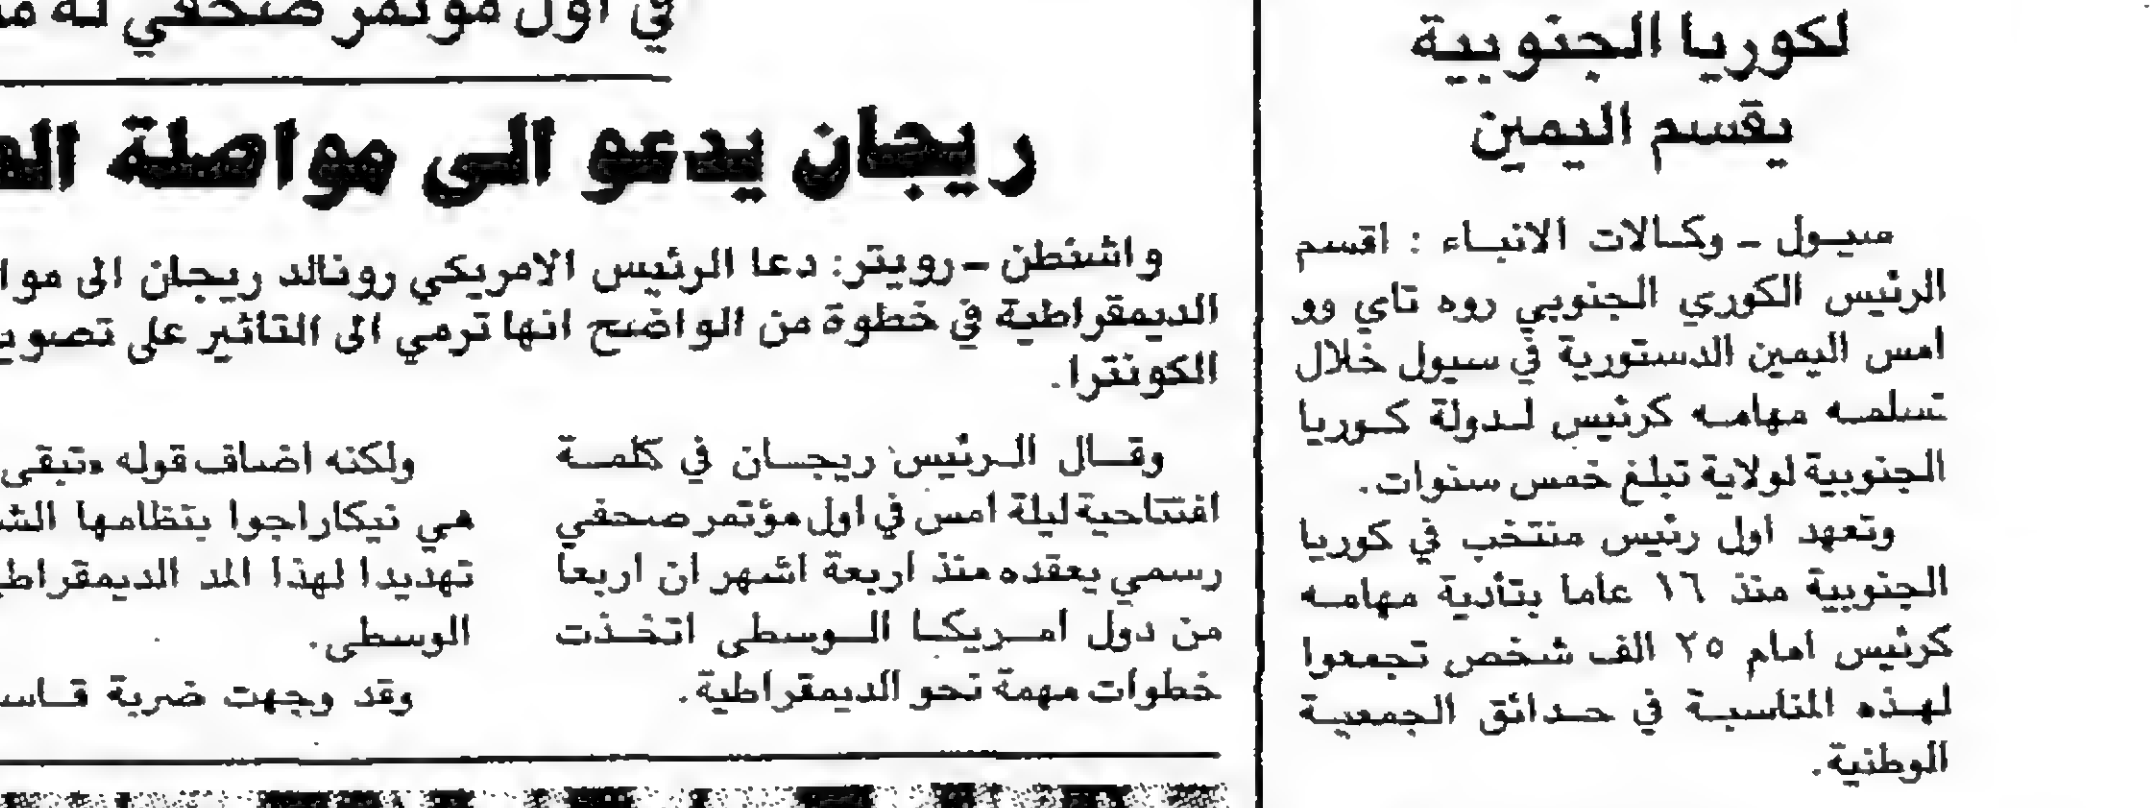 لكوريا الجنوبية
يقسم اليمين
سيول ـ وكالات الانباء : اقسم
الرئيس الكوري الجنوبي روه تاي وو
امس اليمين الدستورية في سيول خلال
تسلمه مهامه كرئيس لدولة كوريا
الجنوبية لولاية تبلغ خمس سنوات.
وتعهد اول رئيس منتخب في كوريا
الجنوبية منذ ١٦ عاما بتأدية مهامه
كرئيس امام ٢٥ الف شخص تجمعوا
لهذه المناسبة في حدائق الجمعية
الوطنية.
في اول مؤتمر صحفي له
ريجان يدعو الى مواصلة
واشنطن ـ رويتر: دعا الرئيس الامريكي رونالد ريجان الى
الديمقراطية في خطوة من الواضح انها ترمي الى التاثير على
الكونترا.
وقال الرئيس ريجان في كلمة
افتتاحية ليلة امس في اول مؤتمر صحفي
رسمي يعقده منذ اربعة اشهر ان اربعا
من دول امريكا الوسطى اتخذت
خطوات مهمة نحو الديمقراطية.
ولكنه اضاف قوله «تبقى
هي نيكاراجوا بنظامها
تهديدا لهذا المد
الوسطى.
وقد وجهت ضربة